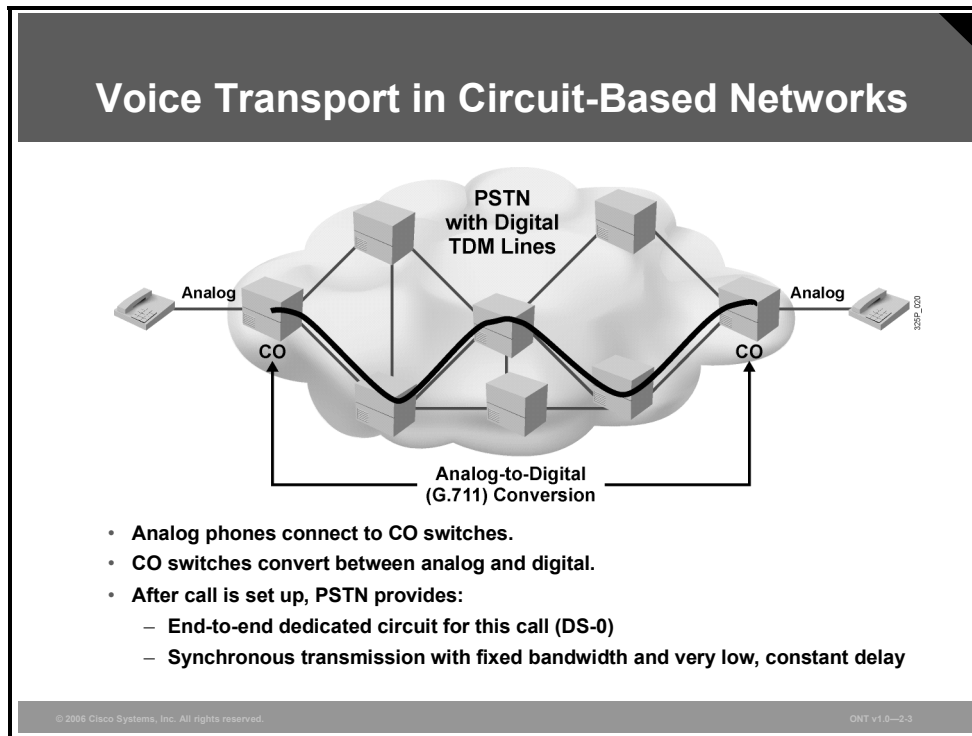 Voice Transport in Circuit-Based Networks
PSTN
with Digital
TDM Lines
Analog
Analog
325P_020
CO
CO
Analog-to-Digital
(G.711) Conversion
• Analog phones connect to CO switches.
• CO switches convert between analog and digital.
• After call is set up, PSTN provides:
– End-to-end dedicated circuit for this call (DS-0)
– Synchronous transmission with fixed bandwidth and very low, constant delay
© 2006 Cisco Systems, Inc. All rights reserved.
ONT v1.0—2-3